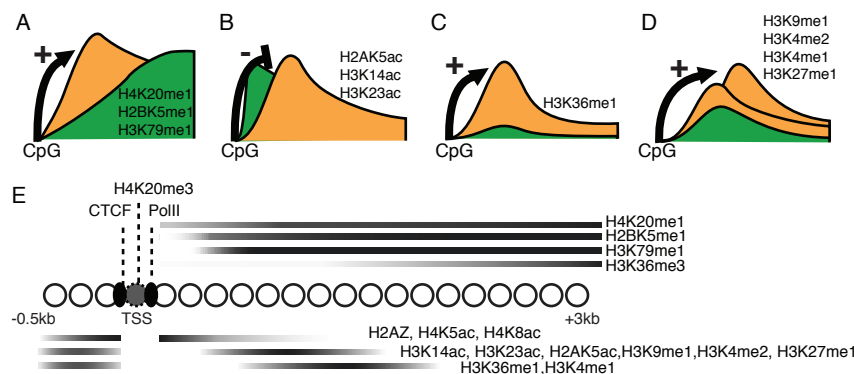 A
+
H4K20me1
H2BK5me1
H3K79me1
CpG
B
-
H2AK5ac
H3K14ac
H3K23ac
CpG
C
+
H3K36me1
CpG
D
+
H3K9me1
H3K4me2
H3K4me1
H3K27me1
CpG
E
H4K20me3
CTCF PolII
H4K20me1
H2BK5me1
H3K79me1
H3K36me3
-0.5kb TSS +3kb
H2AZ, H4K5ac, H4K8ac
H3K14ac, H3K23ac, H2AK5ac,H3K9me1,H3K4me2, H3K27me1
H3K36me1,H3K4me1